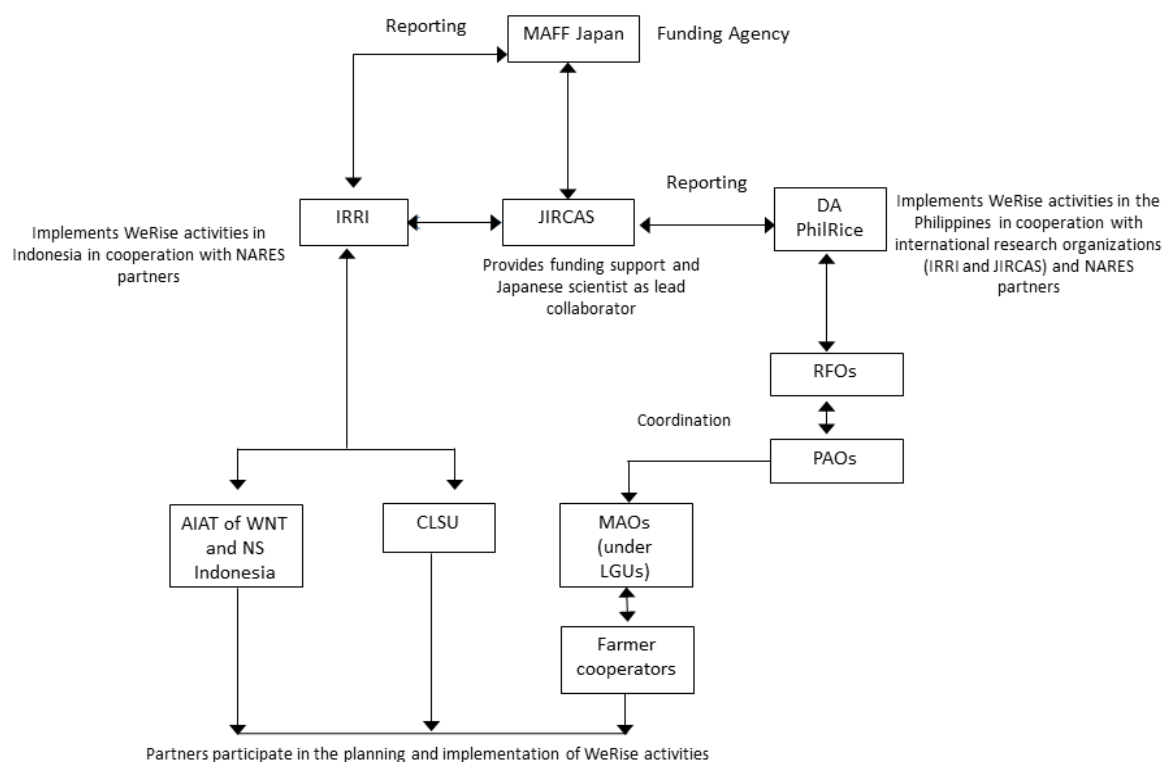 Reporting
MAFF Japan
Funding Agency
IRRI
JIRCAS
Reporting
DA
PhilRice
Implements WeRise activities in
Indonesia in cooperation with NARES
partners
Provides funding support and
Japanese scientist as lead
collaborator
Implements WeRise activities in the
Philippines in cooperation with
international research organizations
(IRRI and JIRCAS) and NARES
partners
RFOs
Coordination
PAOs
AIAT of WNT
and NS
Indonesia
CLSU
MAOs
(under
LGUs)
Farmer
cooperators
Partners participate in the planning and implementation of WeRise activities